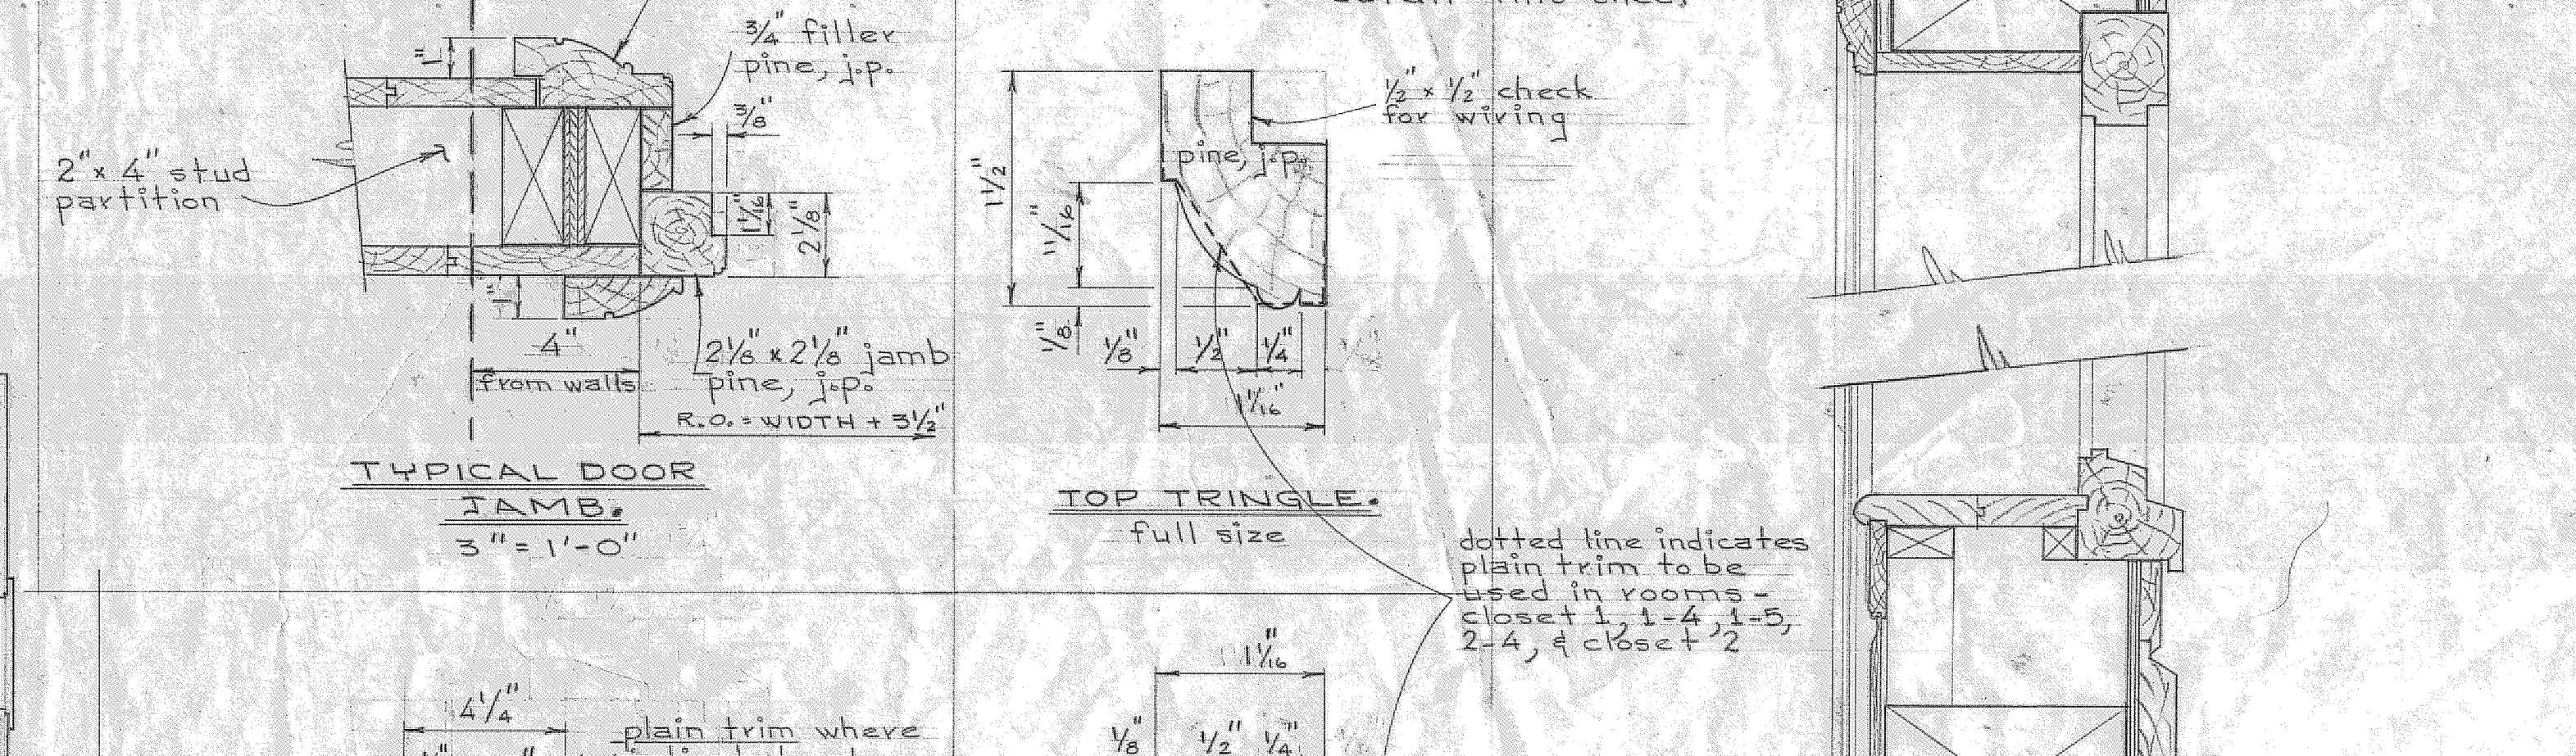 3/4" filler
pine, j.p.
1"
3/8"
2"x 4" stud
partition
1 1/16"
2 1/8"
1"
4"
from walls
2 1/8" x 2 1/8" jamb
pine, j.p.
R.O. = WIDTH + 3 1/2"
TYPICAL DOOR
JAMB.
3" = 1'-0"
1/2" x 1/2" check
for wiring
pine, j.p.
1 1/2"
11/16"
1/8"
1/8"
1/2"
1/4"
1 1/16"
TOP TRINGLE.
full size
dotted line indicates
plain trim to be
used in rooms -
closet 1, 1-4, 1-5,
2-4, & closet 2
4 1/4"
plain trim where
1 1/16"
1/8"
1/2"
1/4"